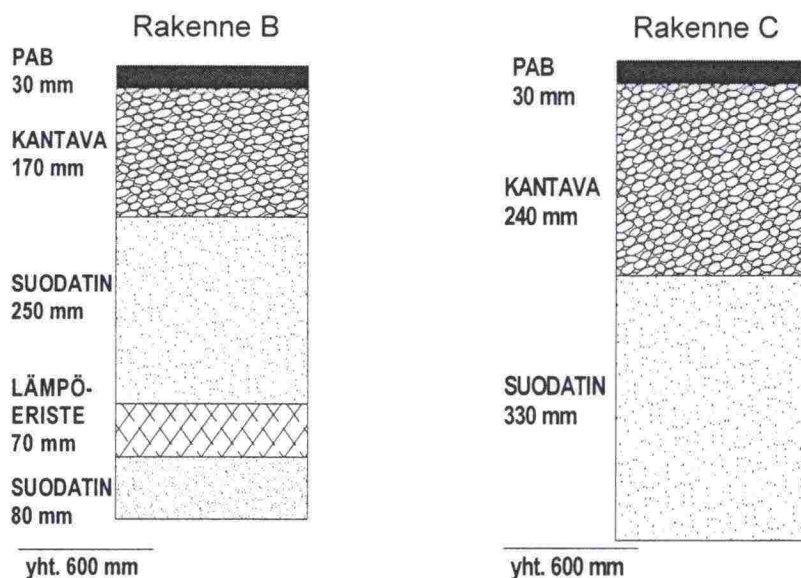 Rakenne B
PAB
30 mm
KANTAVA
170 mm
SUODATIN
250 mm
LÄMPÖ-
ERISTE
70 mm
SUODATIN
80 mm
yht. 600 mm
Rakenne C
PAB
30 mm
KANTAVA
240 mm
SUODATIN
330 mm
yht. 600 mm